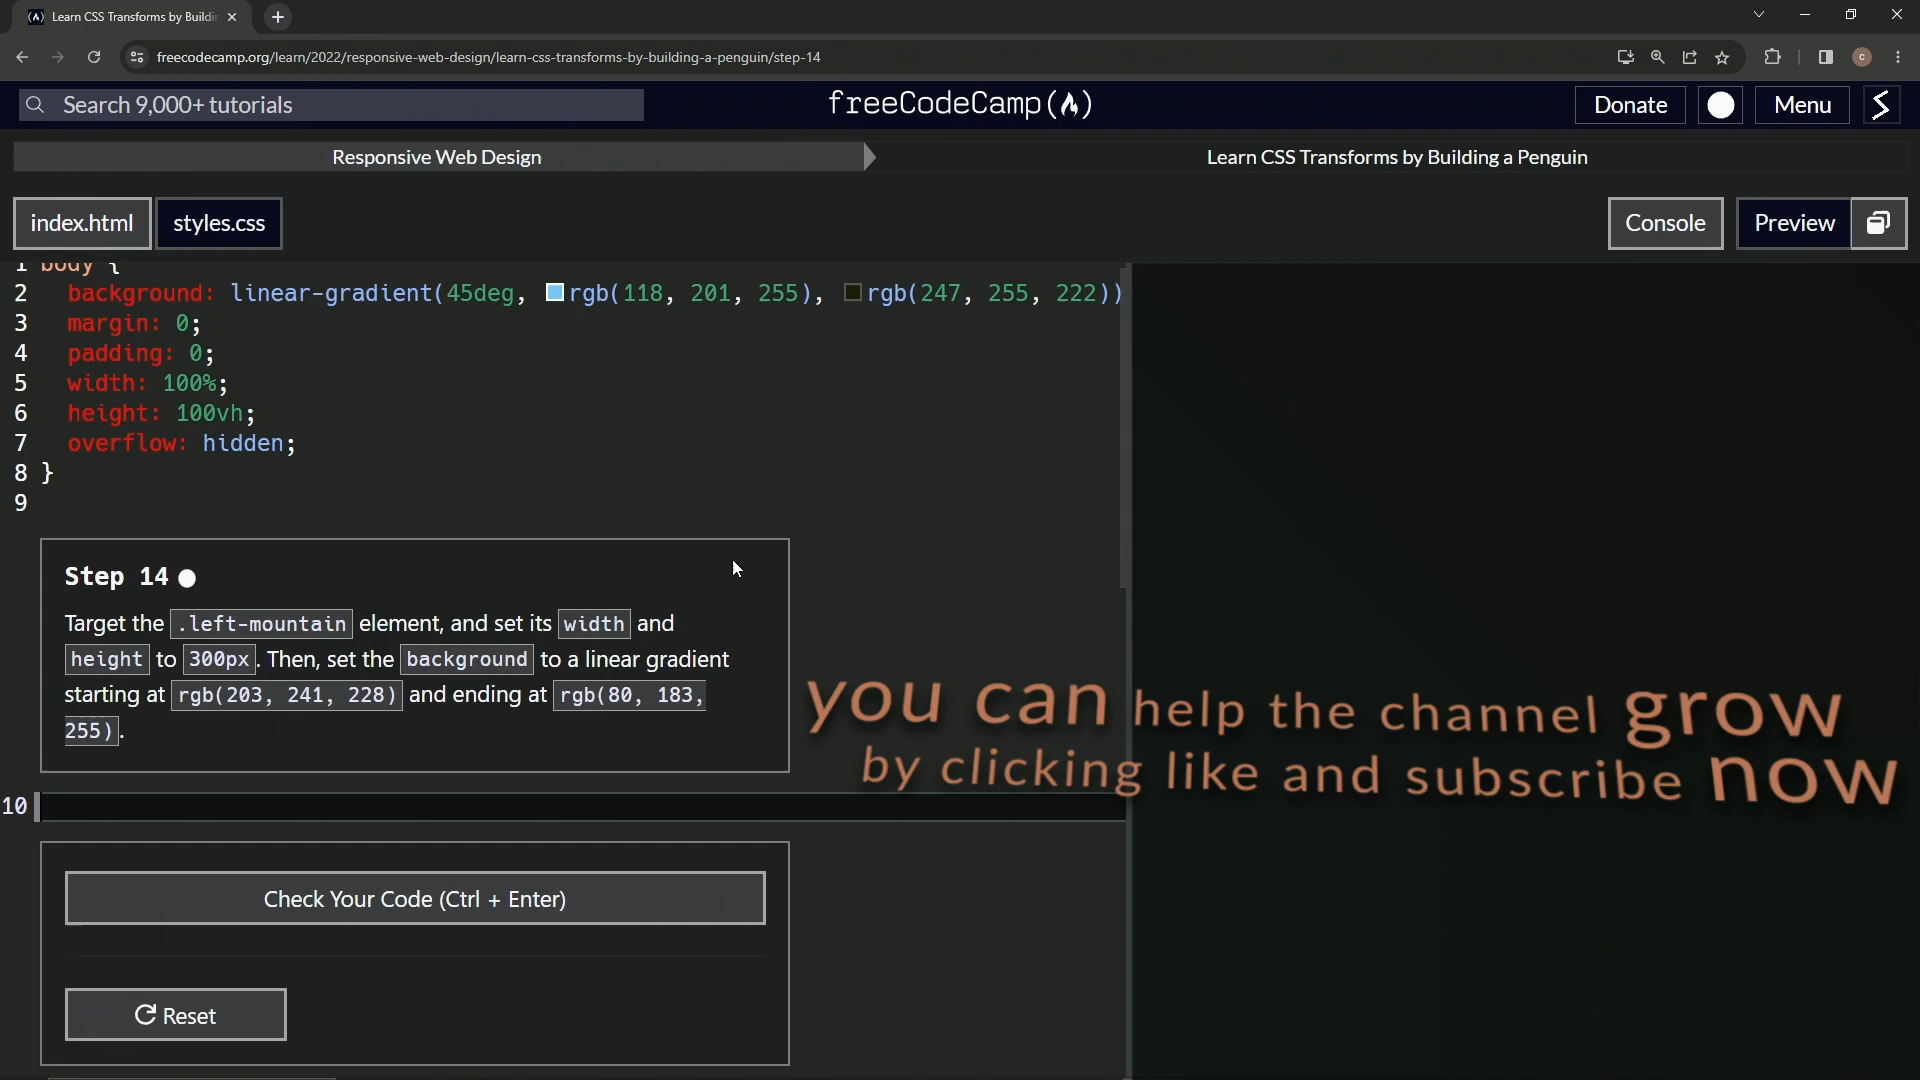 Learn CSS Transforms by Buildi
freecodecamp.org/learn/2022/responsive-web-design/learn-css-transforms-by-building-a-penguin/step-14
C
Search 9,000+ tutorials
freeCodeCamp(🔥)
Donate
Menu
Responsive Web Design
Learn CSS Transforms by Building a Penguin
index.html
styles.css
Console
Preview
1 body {
2 background: linear-gradient(45deg, rgb(118, 201, 255), rgb(247, 255, 222))
3 margin: 0;
4 padding: 0;
5 width: 100%;
6 height: 100vh;
7 overflow: hidden;
8 }
9
Step 14
Target the .left-mountain element, and set its width and
height to 300px. Then, set the background to a linear gradient
starting at rgb(203, 241, 228) and ending at rgb(80, 183,
255).
you can help the channel grow
by clicking like and subscribe now
10
Check Your Code (Ctrl + Enter)
Reset